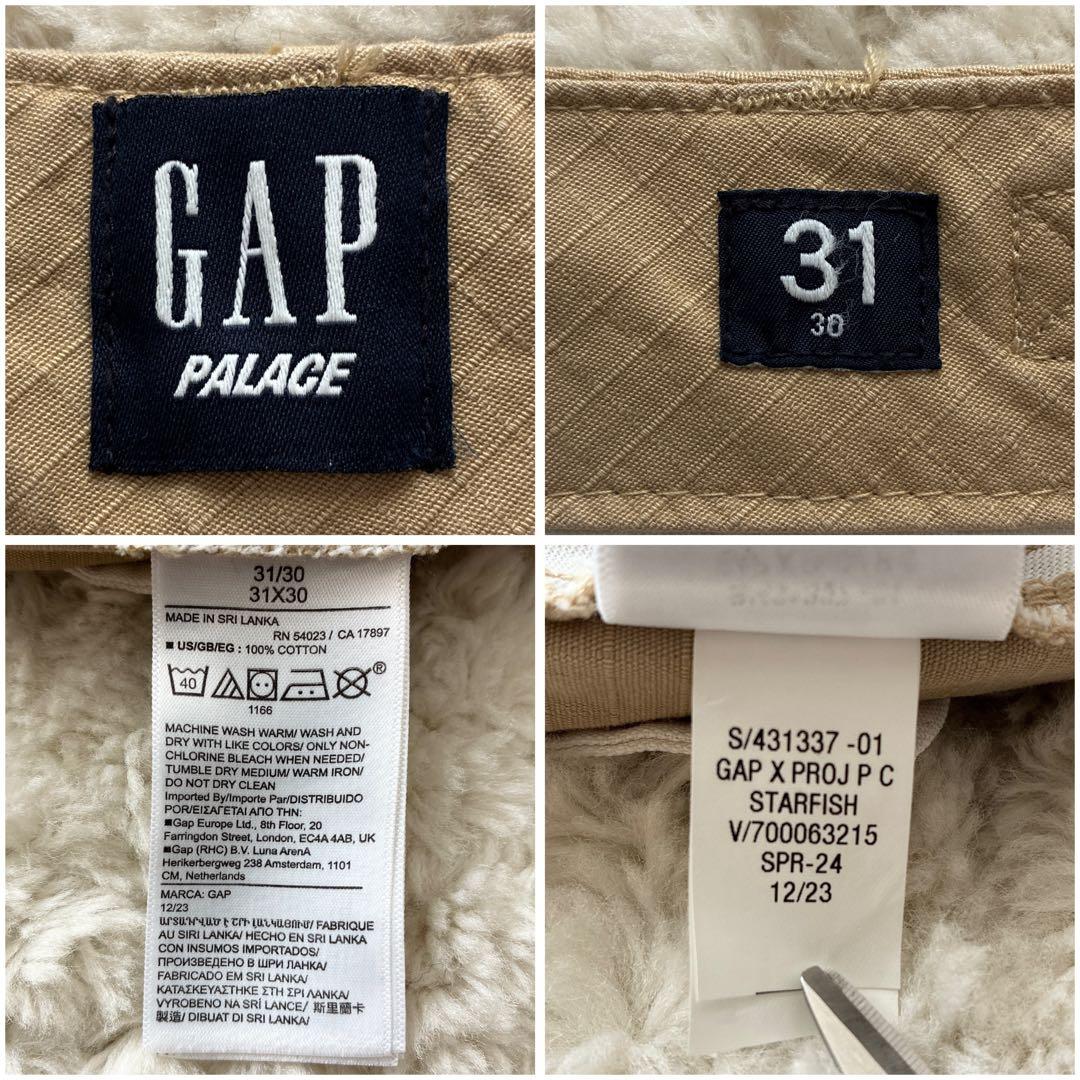 GAP
PALACE
31
30
31/30
31X30
MADE IN SRI LANKA
RN 54023 / CA 17897
■ US/GB/EG : 100% COTTON
40
®
1166
MACHINE WASH WARM/ WASH AND
DRY WITH LIKE COLORS/ ONLY NON-
CHLORINE BLEACH WHEN NEEDED/
TUMBLE DRY MEDIUM/ WARM IRON/
DO NOT DRY CLEAN
Imported By/Importe Par/DISTRIBUIDO
POR/ΕΙΣΑΓΕΤΑΙ ΑΠΟ ΤΗΝ:
■Gap Europe Ltd., 8th Floor, 20
Farringdon Street, London, EC4A 4AB, UK
■Gap (RHC) B.V. Luna ArenA
Herikerbergweg 238 Amsterdam, 1101
CM, Netherlands
MARCA: GAP
12/23
ԱՐՏԱԴՐՎԱԾ Է ՇՐԻ ԼԱՆԿԱՅՈՒՄ/ FABRIQUE
AU SIRI LANKA/ HECHO EN SRI LANKA
CON INSUMOS IMPORTADOS/
ПРОИЗВЕДЕНО В ШРИ ЛАНКА/
FABRICADO EM SRI LANKA/
ΚΑΤΑΣΚΕΥΑΣΤΗΚΕ ΣΤΗ ΣΡΙ ΛΑΝΚΑ/
VYROBENO NA SRÍ LANCE/ 斯里蘭卡
製造/ DIBUAT DI SRI LANKA/
S/431337 -01
GAP X PROJ P C
STARFISH
V/700063215
SPR-24
12/23